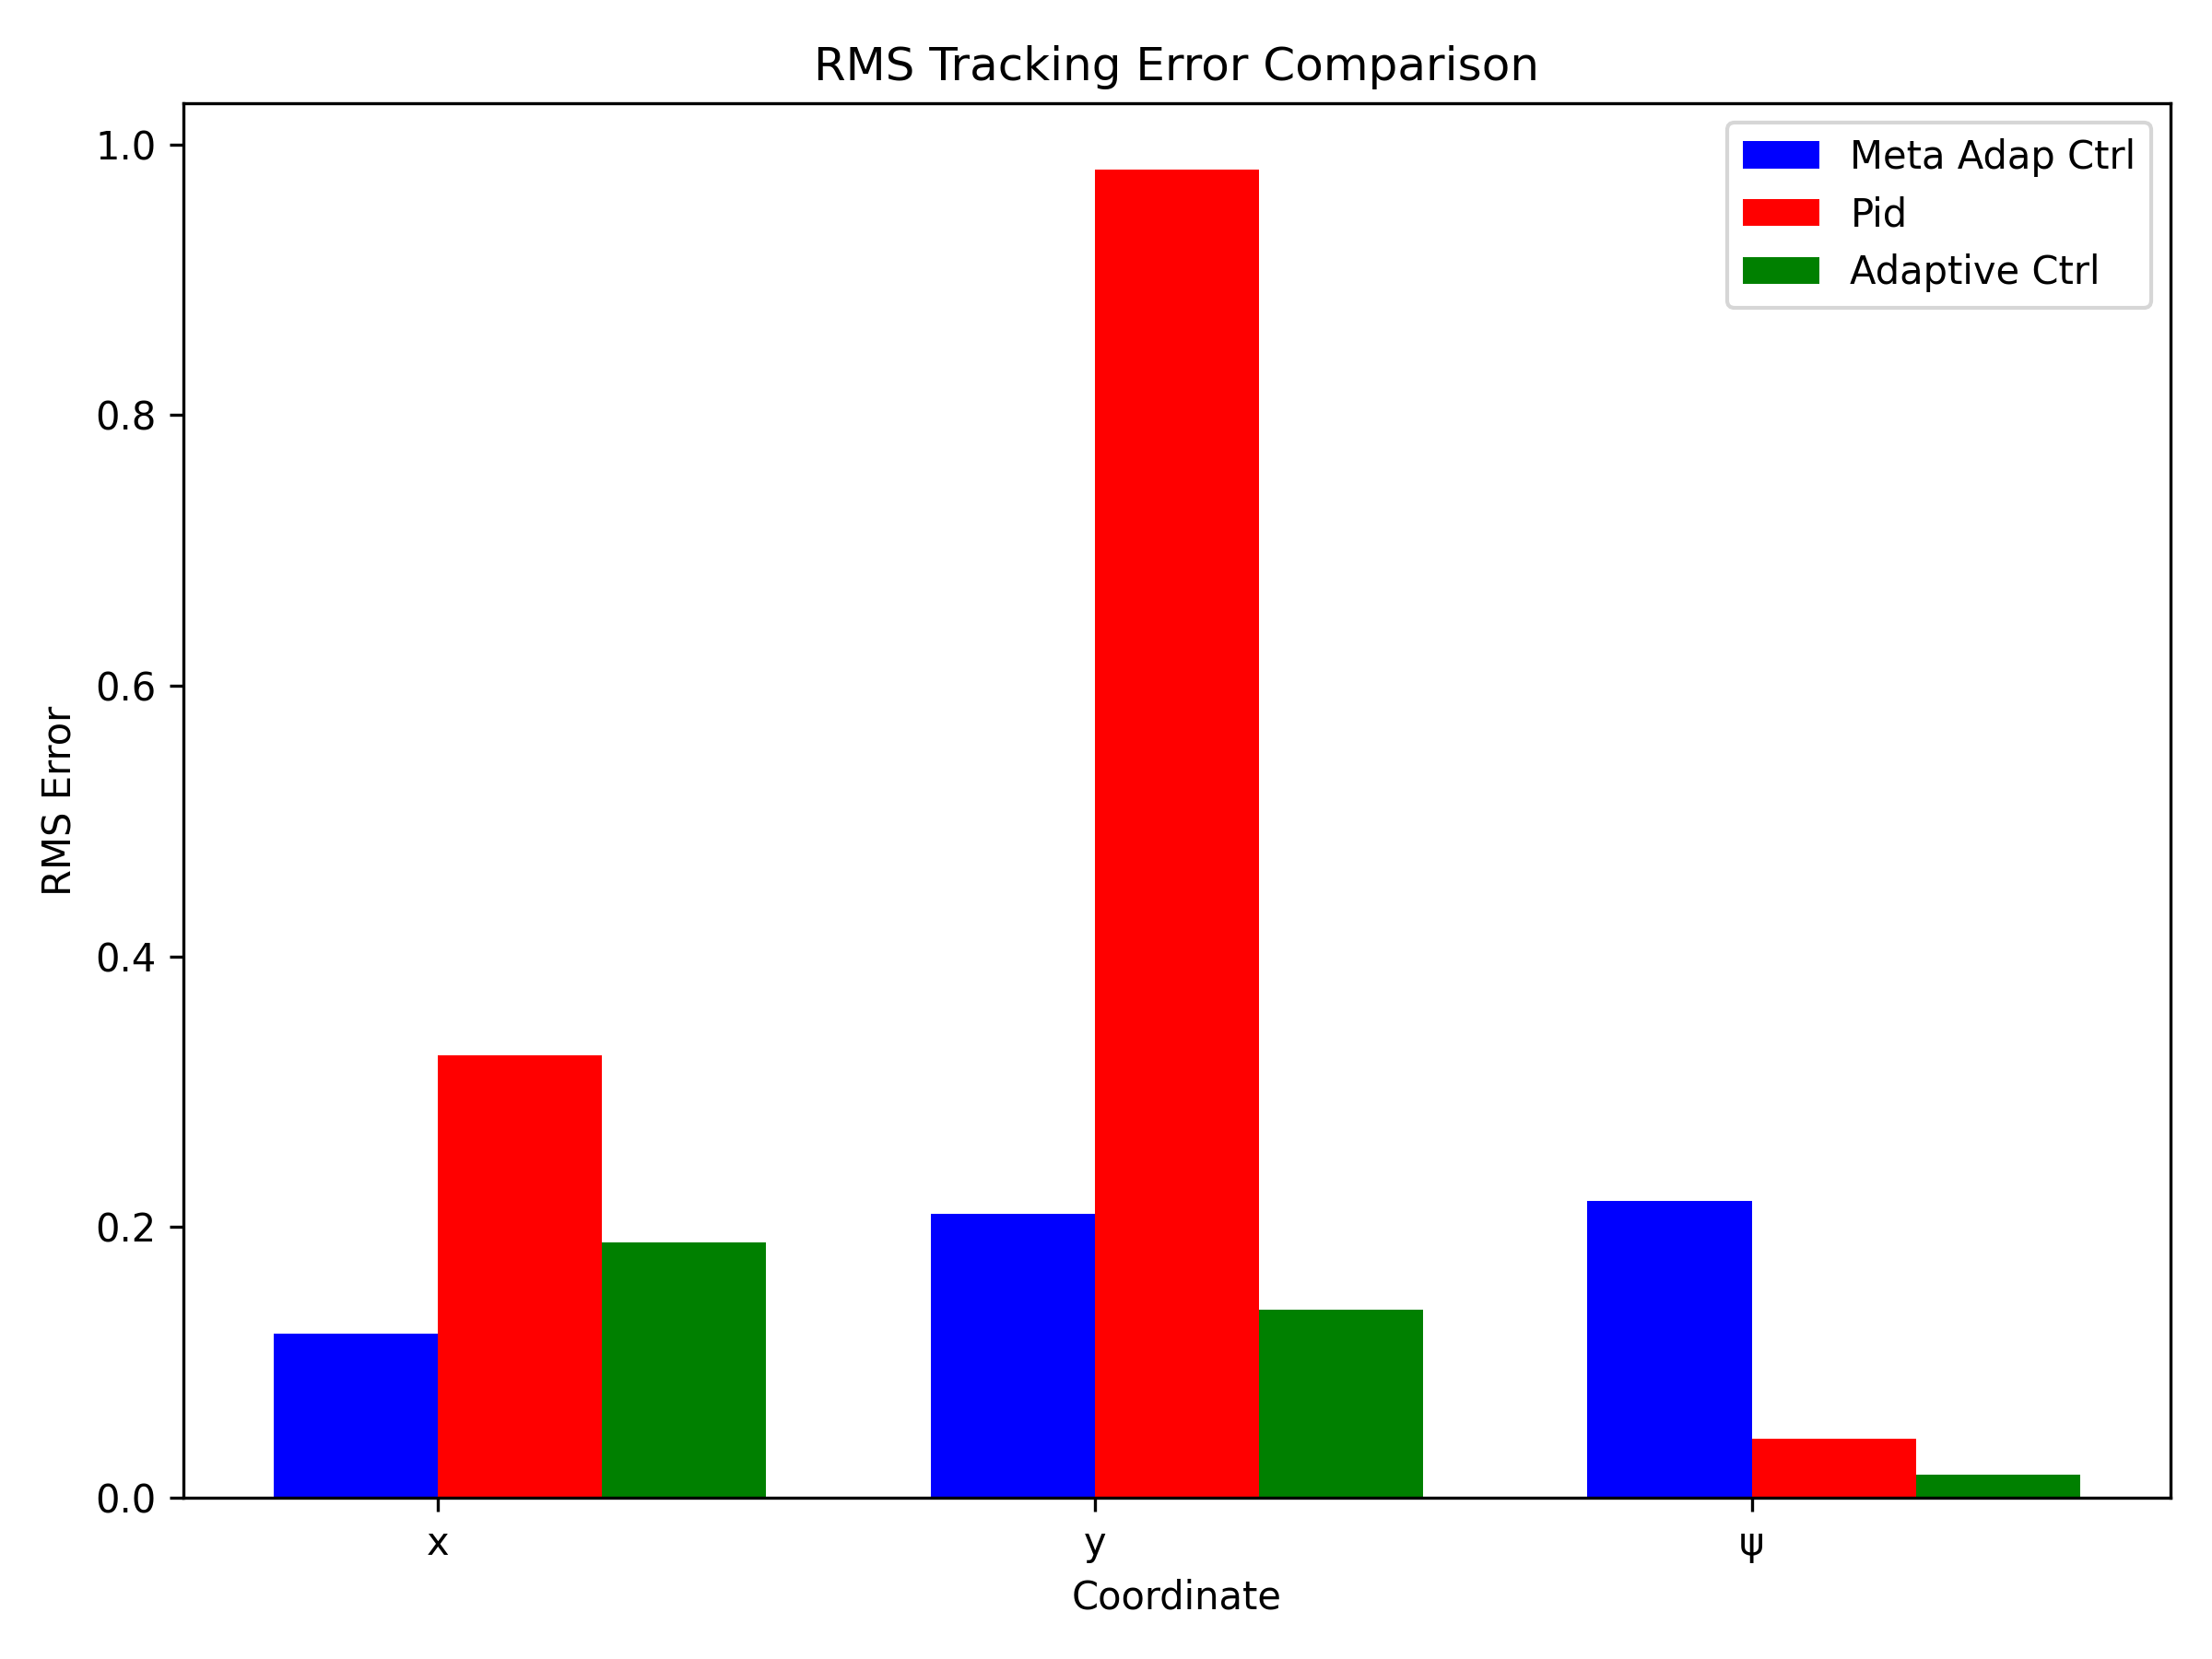 RMS Tracking Error Comparison
Meta Adap Ctrl
Pid
Adaptive Ctrl
RMS Error
1.0
0.8
0.6
0.4
0.2
0.0
x
y
ψ
Coordinate